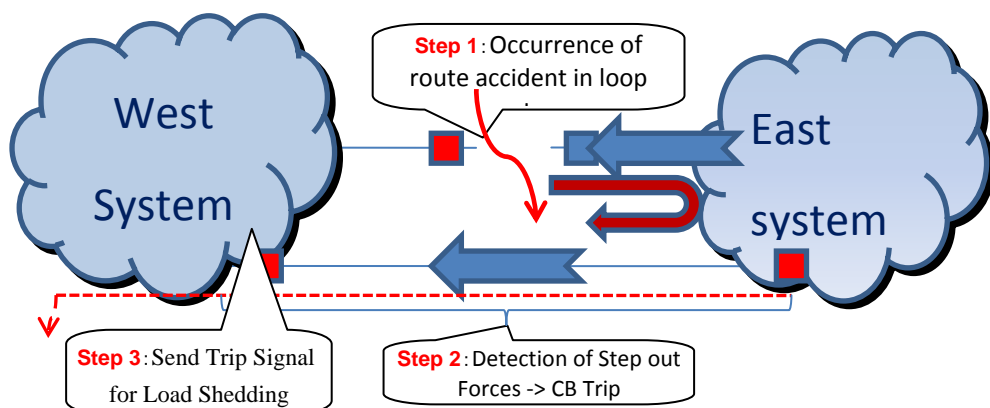 Step 1:Occurrence of
route accident in loop
.
West
System
East
system
Step 3:Send Trip Signal
for Load Shedding
Step 2:Detection of Step out
Forces -> CB Trip